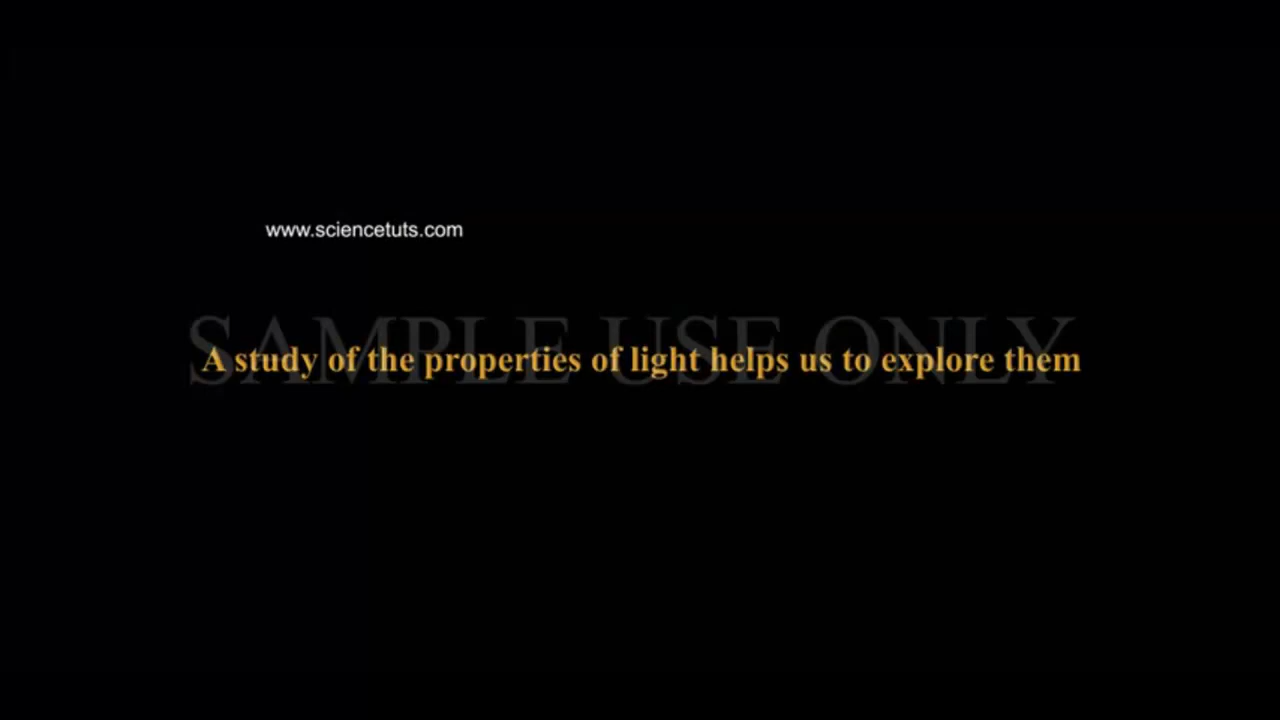 www.sciencetuts.com
SAMPLE USE ONLY
A study of the properties of light helps us to explore them